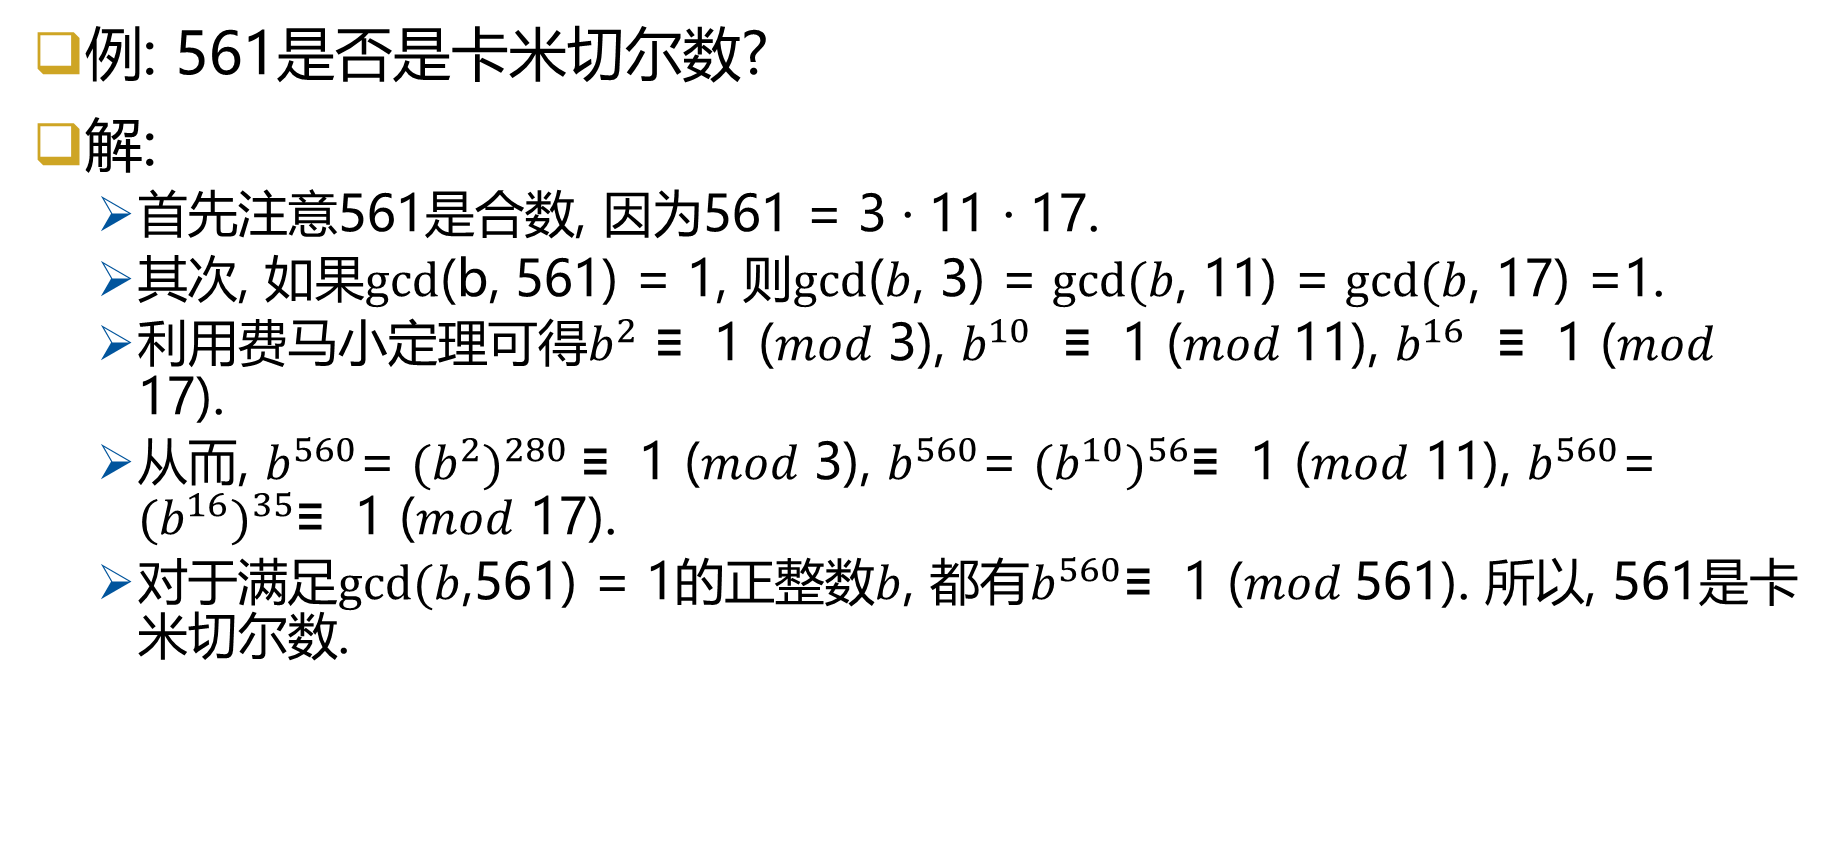 ❑例: 561是否是卡米切尔数?
❑解:
➢首先注意561是合数, 因为561 = 3 · 11 · 17.
➢其次, 如果gcd(b, 561) = 1, 则gcd(b, 3) = gcd(b, 11) = gcd(b, 17) =1.
➢利用费马小定理可得b² ≡ 1 (mod 3), b¹⁰ ≡ 1 (mod 11), b¹⁶ ≡ 1 (mod
17).
➢从而, b⁵⁶⁰= (b²)²⁸⁰ ≡ 1 (mod 3), b⁵⁶⁰= (b¹⁰)⁵⁶≡ 1 (mod 11), b⁵⁶⁰=
(b¹⁶)³⁵≡ 1 (mod 17).
➢对于满足gcd(b,561) = 1的正整数b, 都有b⁵⁶⁰≡ 1 (mod 561). 所以, 561是卡
米切尔数.